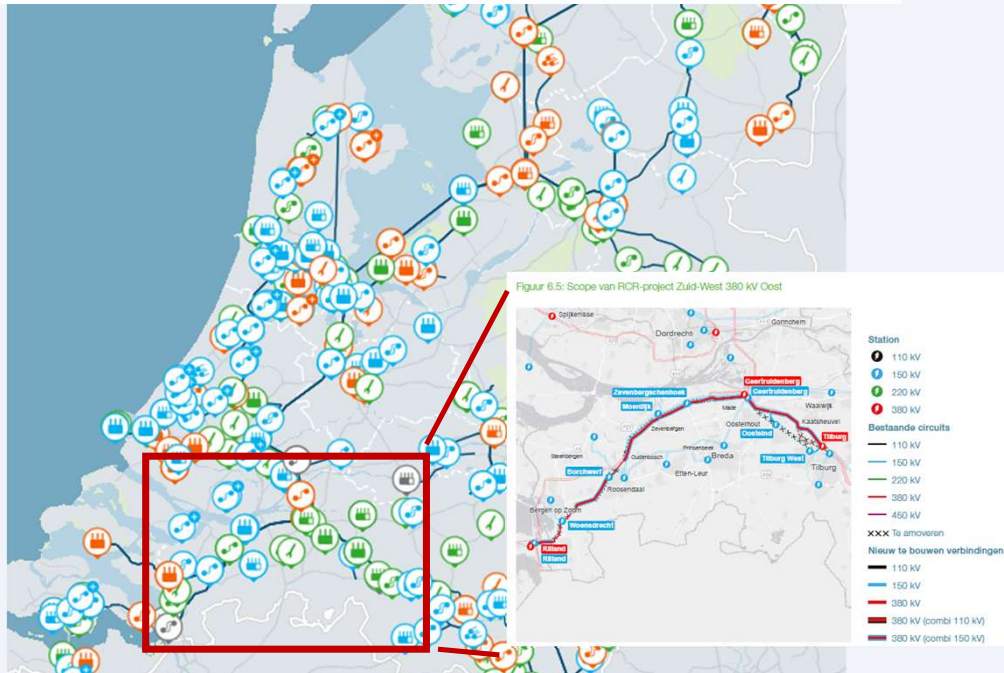 Figuur 6.5: Scope van RCR-project Zuid-West 380 kV Oost
Spijkenisse
Gorinchem
Dordrecht
Geertruidenberg
Zevenbergschenhoek
Geertruidenberg
Moerdijk
Made
Waalwijk
Oosterhout
Kaatsheuvel
Zevenbergen
Oosteind
Tilburg
Steenbergen
Prinsenbeek
Oudenbosch
Breda
Tilburg West
Borchwerf
Etten-Leur
Tilburg
Roosendaal
Bergen op Zoom
Woensdrecht
Rilland
Rilland
Station
110 kV
150 kV
220 kV
380 kV
Bestaande circuits
110 kV
150 kV
220 kV
380 kV
450 kV
Te amoveren
Nieuw te bouwen verbindingen
110 kV
150 kV
380 kV
380 kV (combi 110 kV)
380 kV (combi 150 kV)